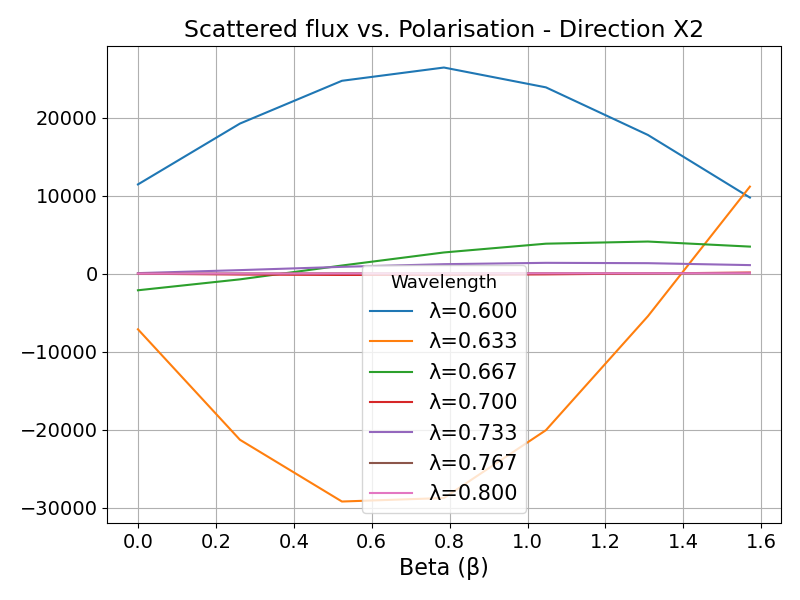 Scattered flux vs. Polarisation - Direction X2
20000
10000
0
−10000
−20000
−30000
Wavelength
λ=0.600
λ=0.633
λ=0.667
λ=0.700
λ=0.733
λ=0.767
λ=0.800
0.0 0.2 0.4 0.6 0.8 1.0 1.2 1.4 1.6
Beta (β)